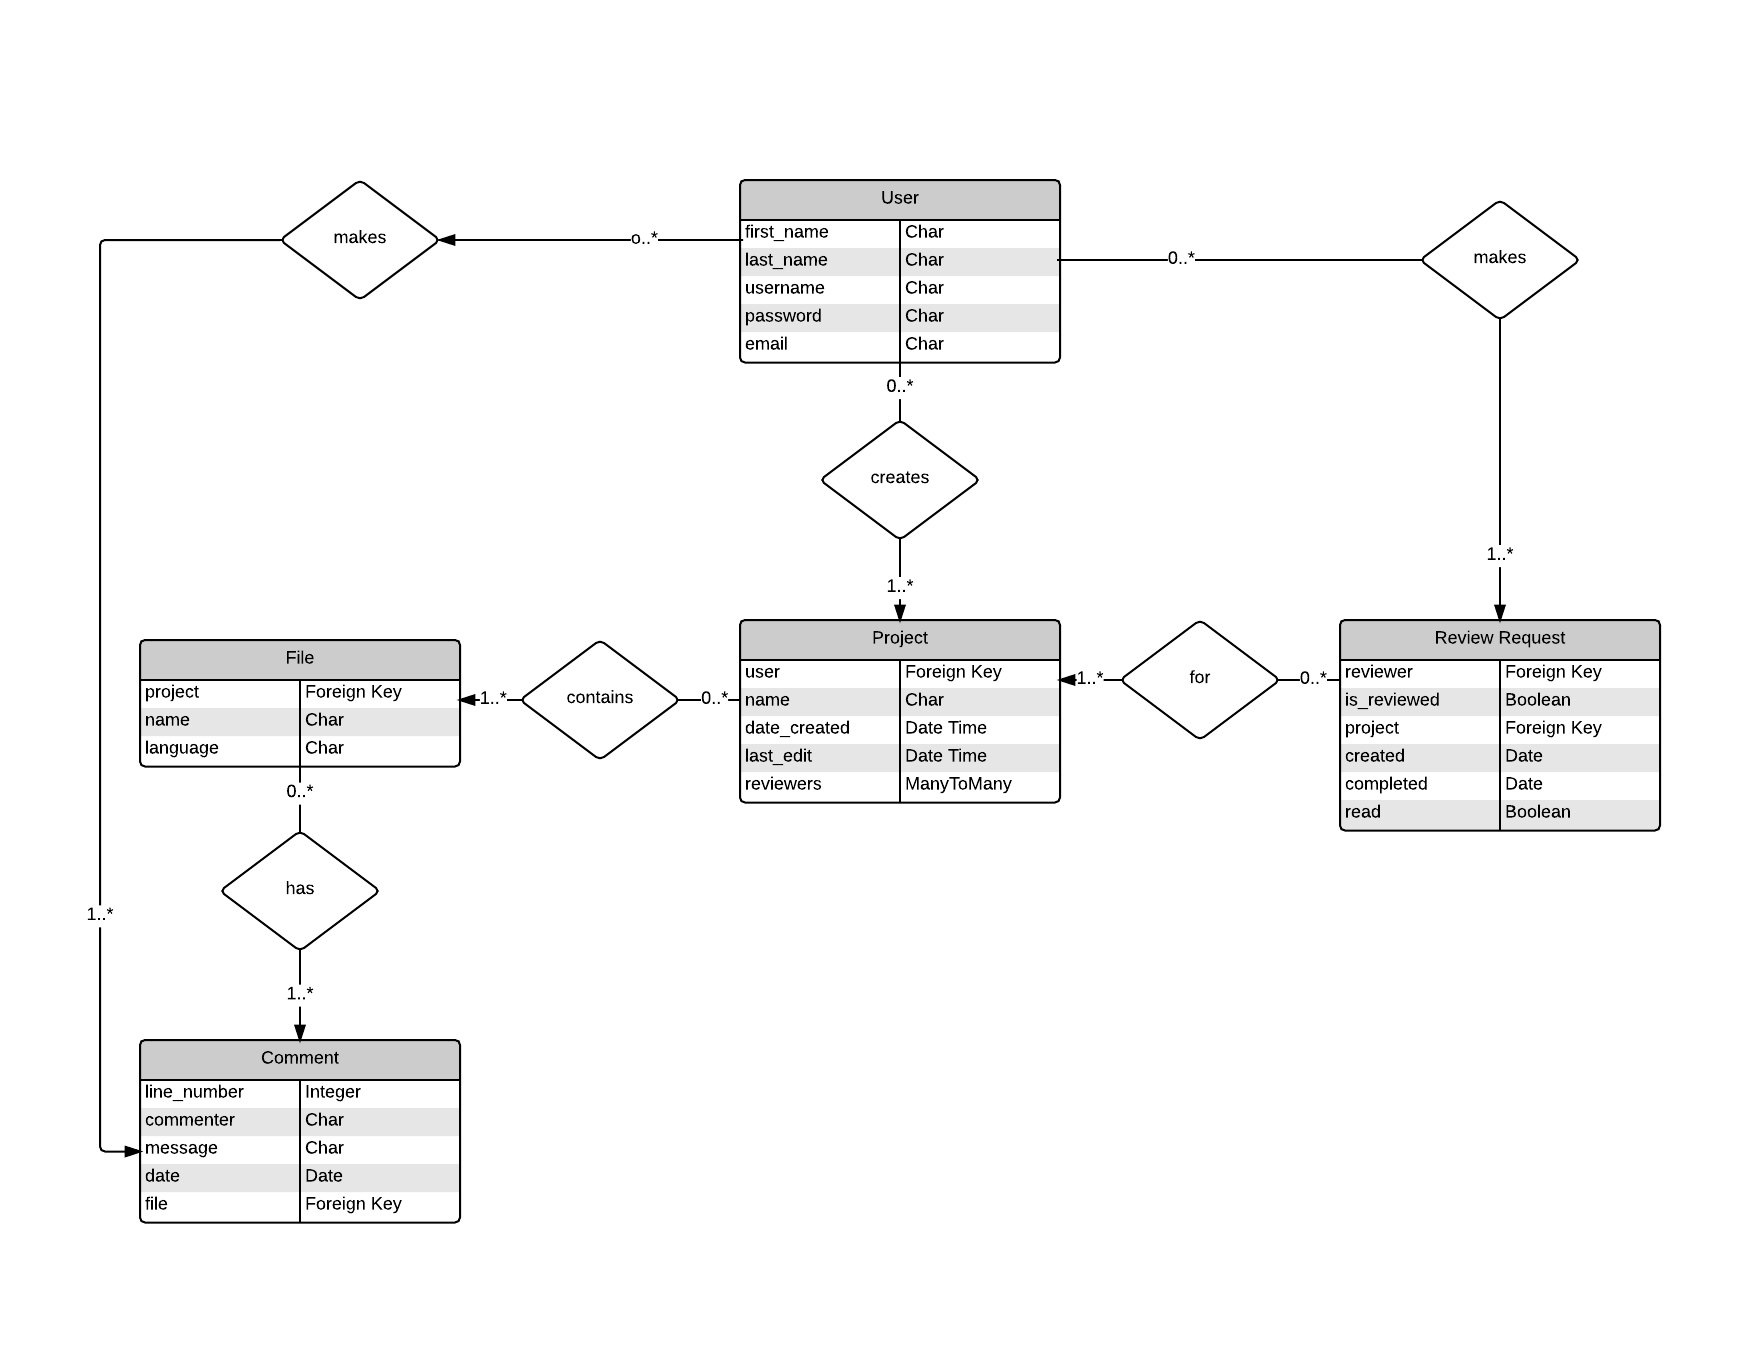 User
makes
first_name Char
o..*
last_name Char
0..*
makes
username Char
password Char
email Char
0..*
creates
1..*
1..*
File
project Foreign Key
name Char
language Char
1..*
contains
0..*
Project
user Foreign Key
name Char
date_created Date Time
last_edit Date Time
reviewers ManyToMany
1..*
for
0..*
Review Request
reviewer Foreign Key
is_reviewed Boolean
project Foreign Key
created Date
completed Date
read Boolean
0..*
has
1..*
1..*
Comment
line_number Integer
commenter Char
message Char
date Date
file Foreign Key